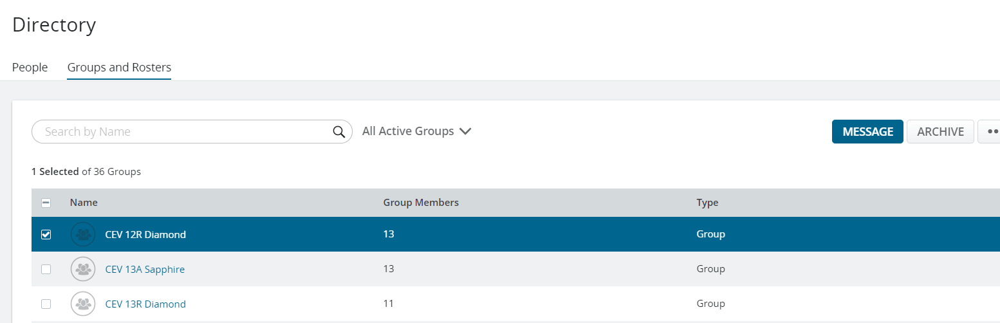 Directory
People Groups and Rosters
Search by Name All Active Groups MESSAGE ARCHIVE
1 Selected of 36 Groups
Name Group Members Type
CEV 12R Diamond 13 Group
CEV 13A Sapphire 13 Group
CEV 13R Diamond 11 Group